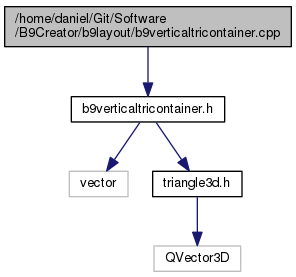 /home/daniel/Git/Software
/B9Creator/b9layout/b9verticaltricontainer.cpp
b9verticaltricontainer.h
vector
triangle3d.h
QVector3D